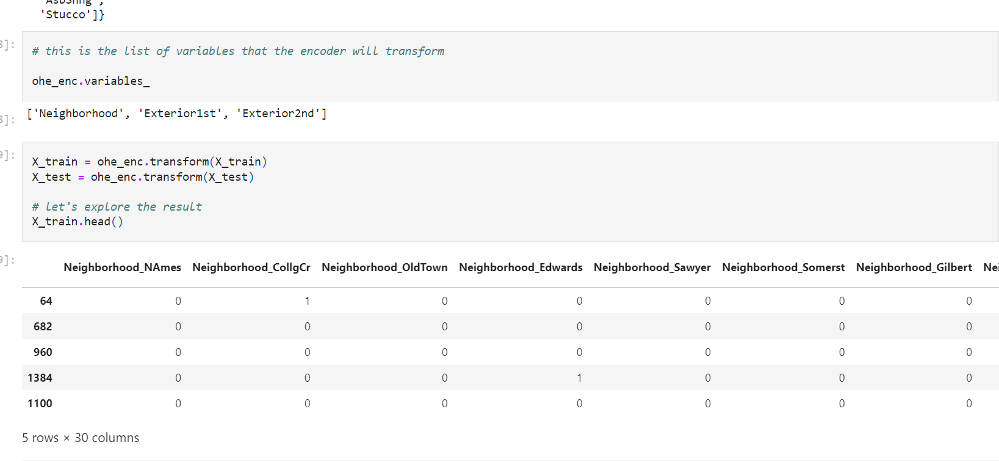 'AsbShng',
'Stucco']}
8]:
# this is the list of variables that the encoder will transform
ohe_enc.variables_
8]:
['Neighborhood', 'Exterior1st', 'Exterior2nd']
9]:
X_train = ohe_enc.transform(X_train)
X_test = ohe_enc.transform(X_test)
# let's explore the result
X_train.head()
9]:
Neighborhood_NAmes Neighborhood_CollgCr Neighborhood_OldTown Neighborhood_Edwards Neighborhood_Sawyer Neighborhood_Somerst Neighborhood_Gilbert Nei
64 0 1 0 0 0 0 0
682 0 0 0 0 0 0 0
960 0 0 0 0 0 0 0
1384 0 0 0 1 0 0 0
1100 0 0 0 0 0 0 0
5 rows × 30 columns